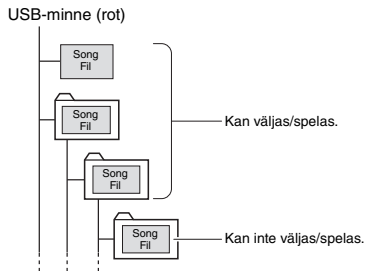 USB-minne (rot)
Song
Fil
Song
Fil
Kan väljas/spelas.
Song
Fil
Song
Fil
Kan inte väljas/spelas.